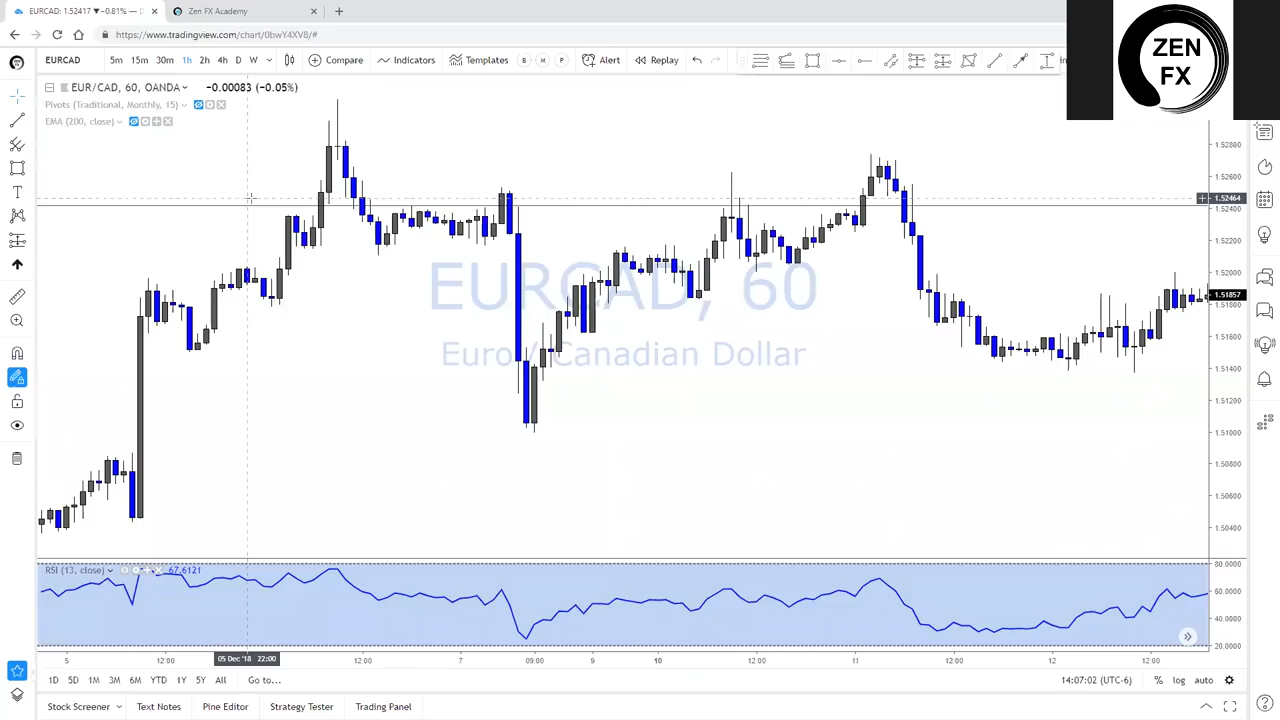 EURCAD: 1.52417 ▼−0.81% — D
Zen FX Academy
https://www.tradingview.com/chart/0bwY4XV8/#
EURCAD 5m 15m 30m 1h 2h 4h D W Compare Indicators Templates B M P Alert Replay
ZEN
FX
EUR/CAD, 60, OANDA −0.00083 (−0.05%)
Pivots (Traditional, Monthly, 15)
EMA (200, close)
1.52800
1.52600
1.52464
1.52400
1.52200
1.52000
1.51857
1.51800
1.51600
1.51400
1.51200
1.51000
1.50800
1.50600
1.50400
EURCAD, 60
Euro / Canadian Dollar
RSI (13, close) 67.6121
80.0000
60.0000
40.0000
20.0000
5 12:00 05 Dec '18 22:00 12:00 7 09:00 9 10 12:00 11 12:00 12 12:00
1D 5D 1M 3M 6M YTD 1Y 5Y All Go to... 14:07:02 (UTC-6) % log auto
Stock Screener Text Notes Pine Editor Strategy Tester Trading Panel